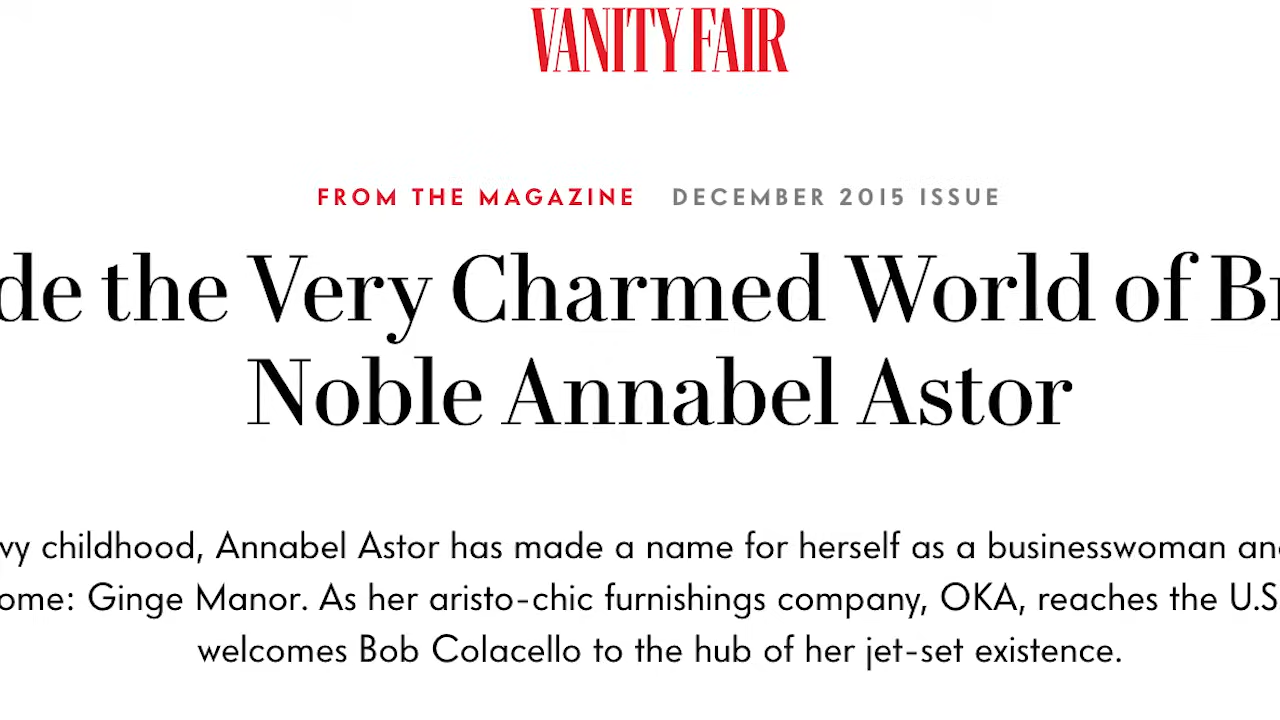 VANITY FAIR
FROM THE MAGAZINE DECEMBER 2015 ISSUE
de the Very Charmed World of Br
Noble Annabel Astor
vy childhood, Annabel Astor has made a name for herself as a businesswoman and
ome: Ginge Manor. As her aristo-chic furnishings company, OKA, reaches the U.S
welcomes Bob Colacello to the hub of her jet-set existence.